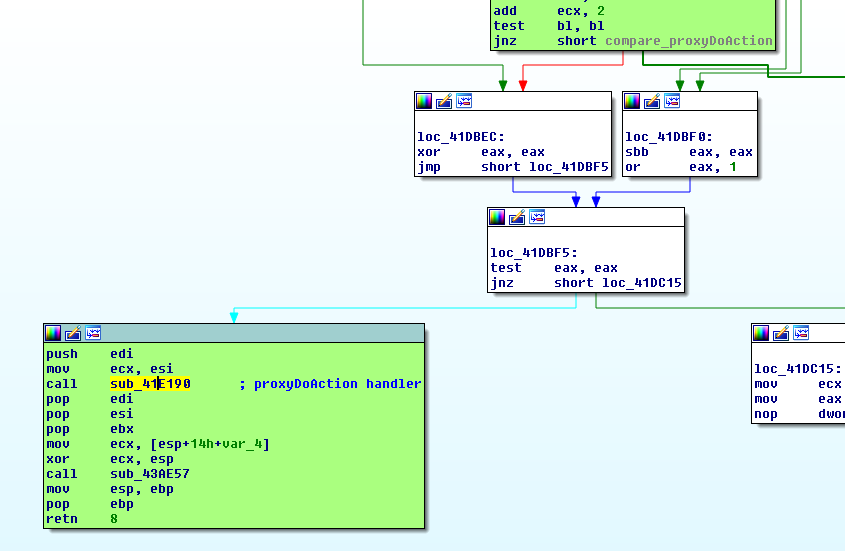 add     ecx, 2
test    bl, bl
jnz     short compare_proxyDoAction
loc_41DBEC:
xor     eax, eax
jmp     short loc_41DBF5
loc_41DBF0:
sbb     eax, eax
or      eax, 1
loc_41DBF5:
test    eax, eax
jnz     short loc_41DC15
push    edi
mov     ecx, esi
call    sub_41E190      ; proxyDoAction handler
pop     edi
pop     esi
pop     ebx
mov     ecx, [esp+14h+var_4]
xor     ecx, esp
call    sub_43AE57
mov     esp, ebp
pop     ebp
retn    8
loc_41DC15:
mov     ecx
mov     eax
nop     dwor